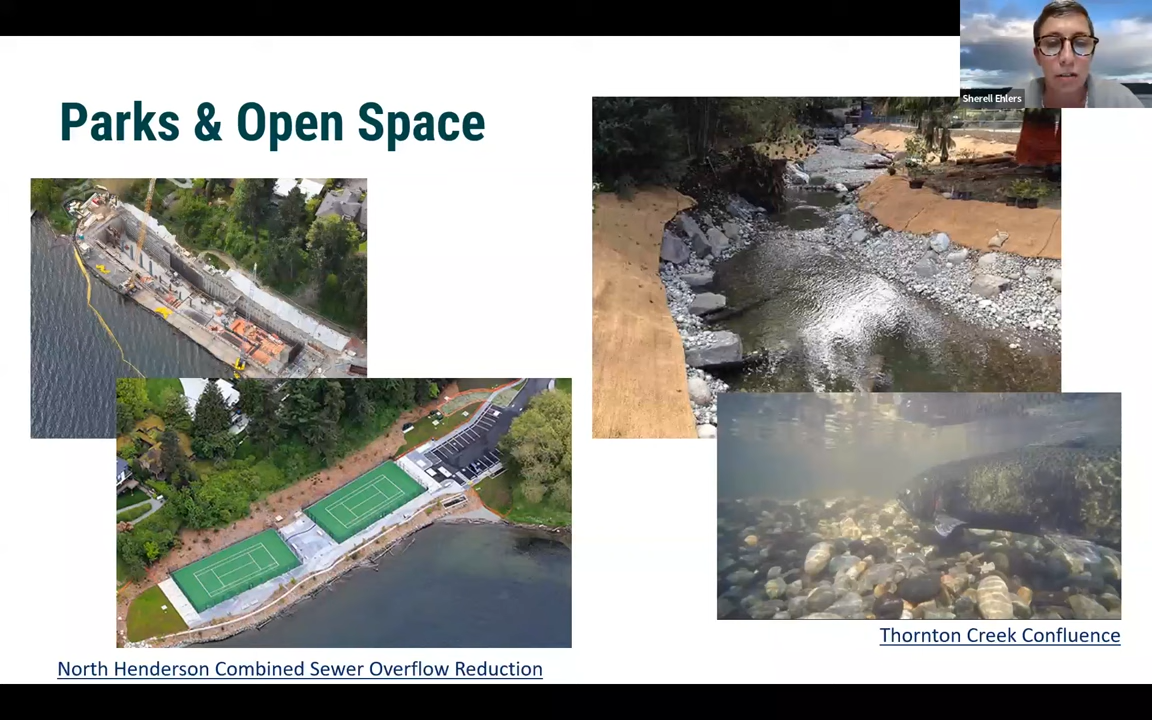 Sherell Ehlers
Parks & Open Space
Thornton Creek Confluence
North Henderson Combined Sewer Overflow Reduction